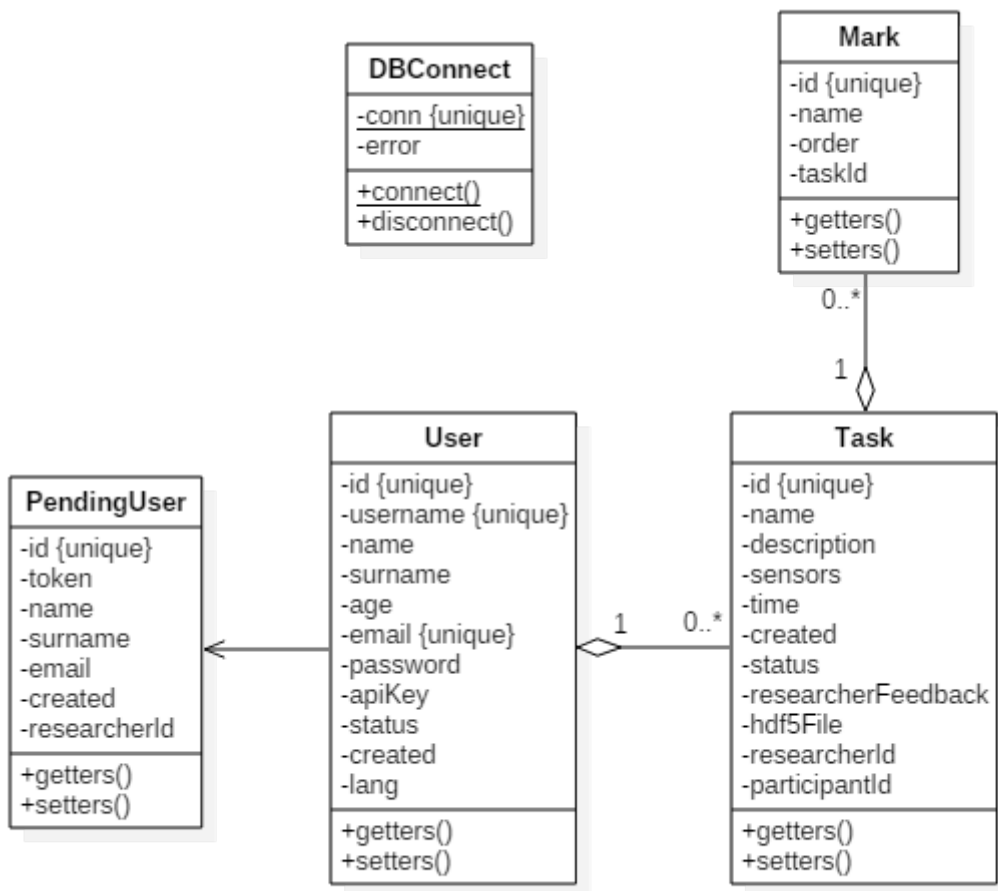 DBConnect
-conn {unique}
-error
+connect()
+disconnect()
Mark
-id {unique}
-name
-order
-taskId
+getters()
+setters()
0..*
1
PendingUser
-id {unique}
-token
-name
-surname
-email
-created
-researcherId
+getters()
+setters()
User
-id {unique}
-username {unique}
-name
-surname
-age
-email {unique}
-password
-apiKey
-status
-created
-lang
+getters()
+setters()
1
0..*
Task
-id {unique}
-name
-description
-sensors
-time
-created
-status
-researcherFeedback
-hdf5File
-researcherId
-participantId
+getters()
+setters()